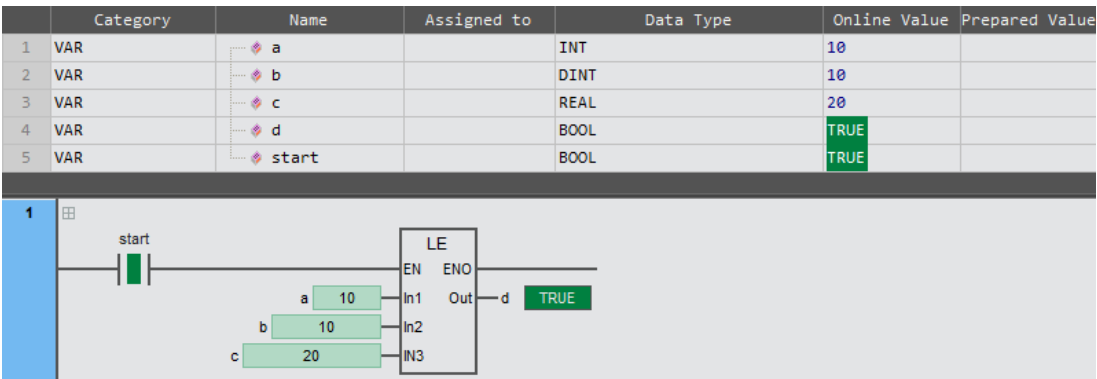 Category Name Assigned to Data Type Online Value Prepared Value
1 VAR a INT 10
2 VAR b DINT 10
3 VAR c REAL 20
4 VAR d BOOL TRUE
5 VAR start BOOL TRUE
1
start
LE
EN ENO
a 10 In1 Out d TRUE
b 10 In2
c 20 IN3